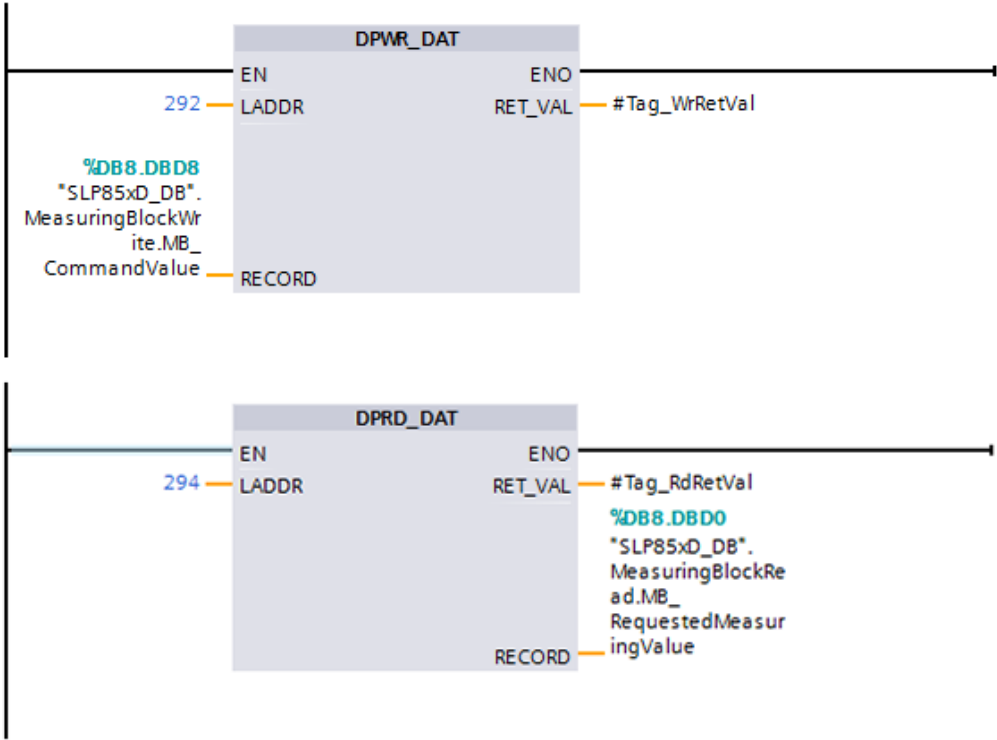 DPWR_DAT
EN
ENO
292
LADDR
RET_VAL
#Tag_WrRetVal
%DB8.DBD8
"SLP85xD_DB".
MeasuringBlockWr
ite.MB_
CommandValue
RECORD
DPRD_DAT
EN
ENO
294
LADDR
RET_VAL
#Tag_RdRetVal
%DB8.DBD0
"SLP85xD_DB".
MeasuringBlockRe
ad.MB_
RequestedMeasur
ingValue
RECORD